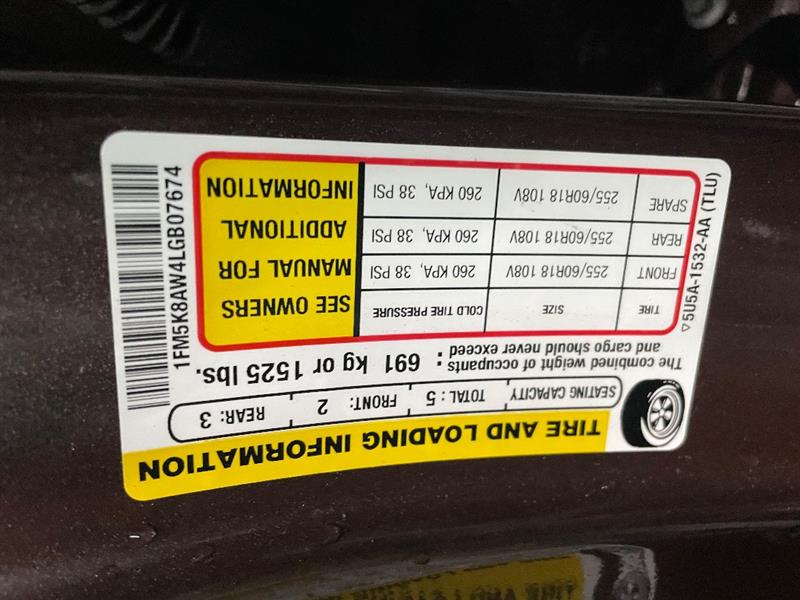 TIRE AND LOADING INFORMATION
SEATING CAPACITY TOTAL : 5 FRONT: 2 REAR: 3
The combined weight of occupants
and cargo should never exceed : 691 kg or 1525 lbs.
TIRE SIZE COLD TIRE PRESSURE
FRONT 255/60R18 108V 260 KPA, 38 PSI
REAR 255/60R18 108V 260 KPA, 38 PSI
SPARE 255/60R18 108V 260 KPA, 38 PSI
SEE OWNERS
MANUAL FOR
ADDITIONAL
INFORMATION
5U5A-1532-AA (TLU)
1FM5K8AW4LGB07674